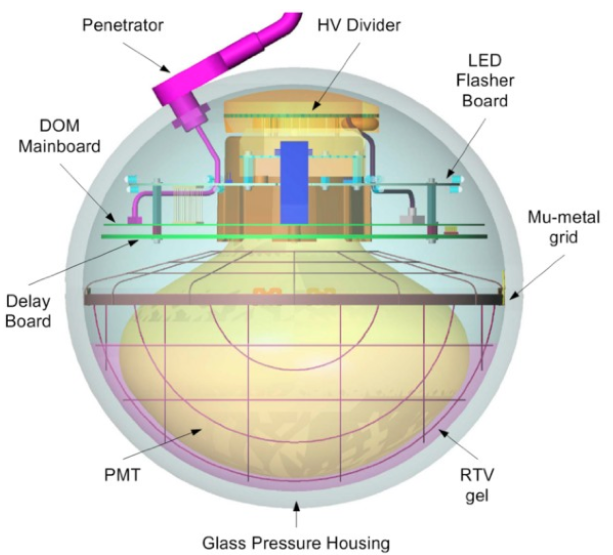 Penetrator
HV Divider
LED
Flasher
Board
DOM
Mainboard
Mu-metal
grid
Delay
Board
PMT
RTV
gel
Glass Pressure Housing